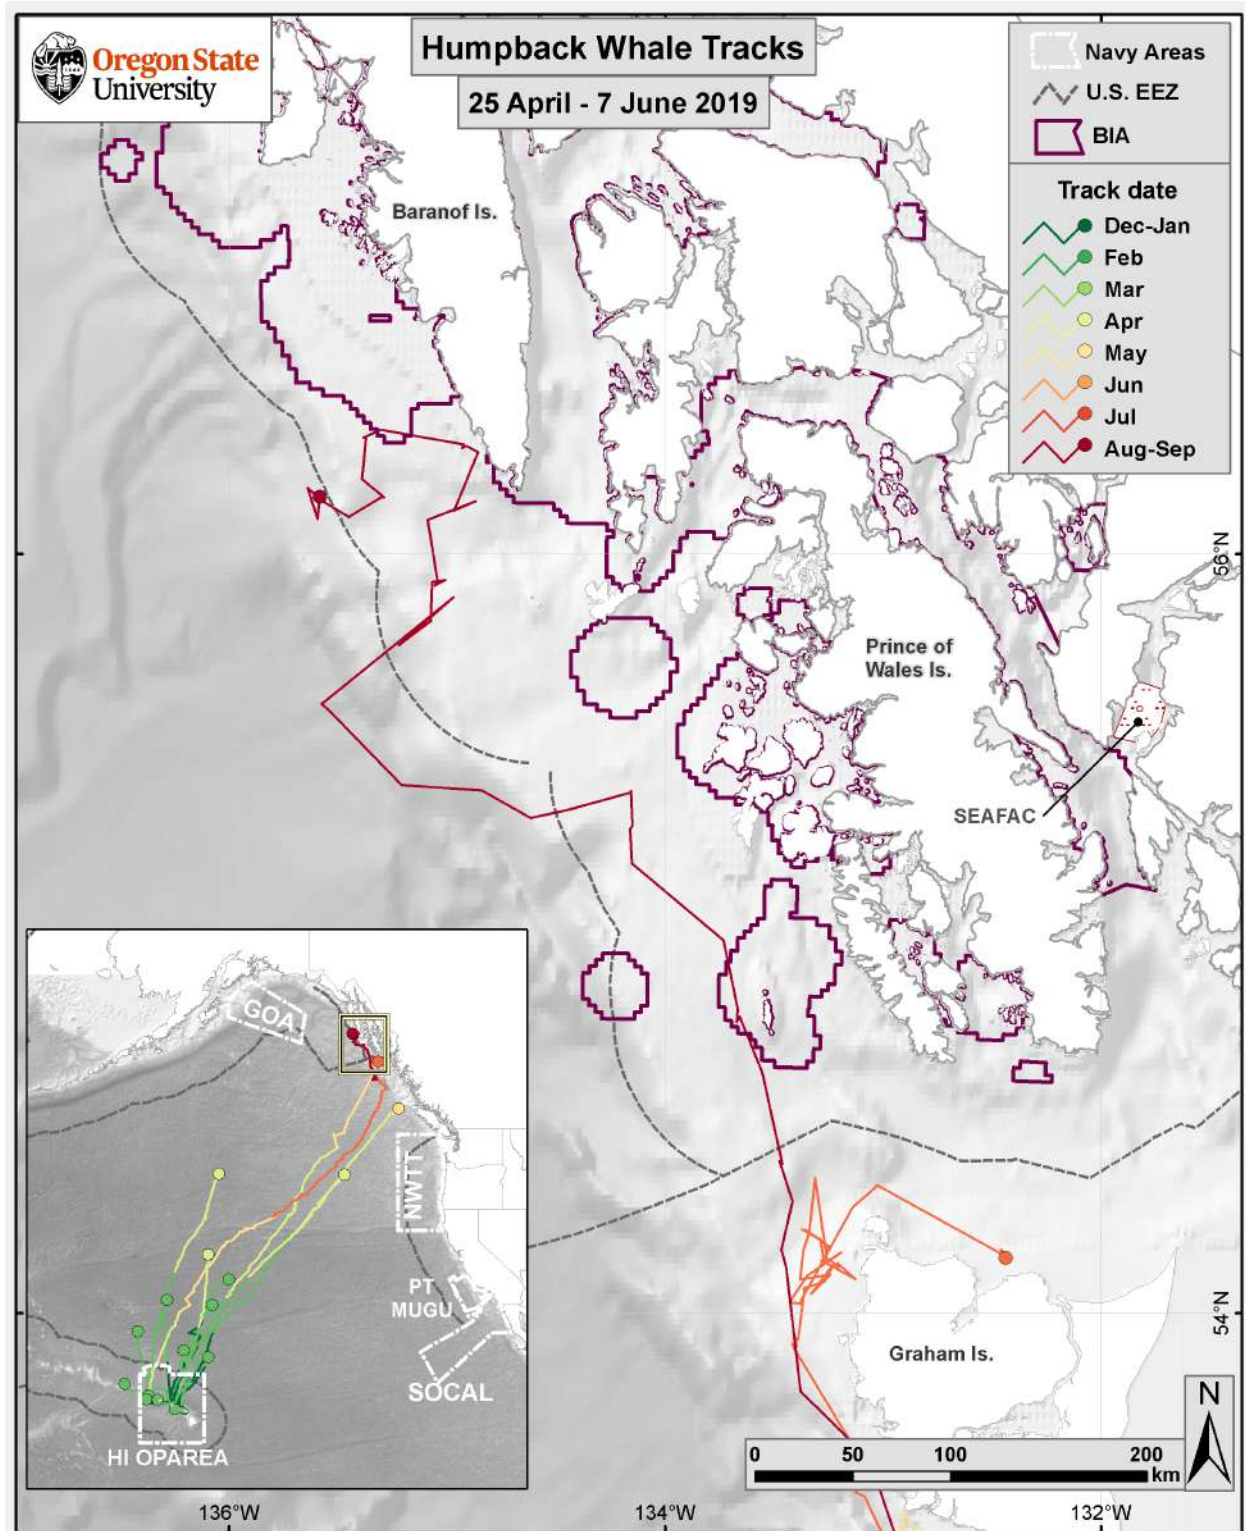 Oregon State
University
Humpback Whale Tracks
25 April - 7 June 2019
Navy Areas
U.S. EEZ
BIA
Track date
Dec-Jan
Feb
Mar
Apr
May
Jun
Jul
Aug-Sep
Baranof Is.
56°N
Prince of
Wales Is.
SEAFAC
GOA
NWTT
PT
MUGU
SOCAL
HI OPAREA
54°N
Graham Is.
N
0 50 100 200
km
136°W 134°W 132°W